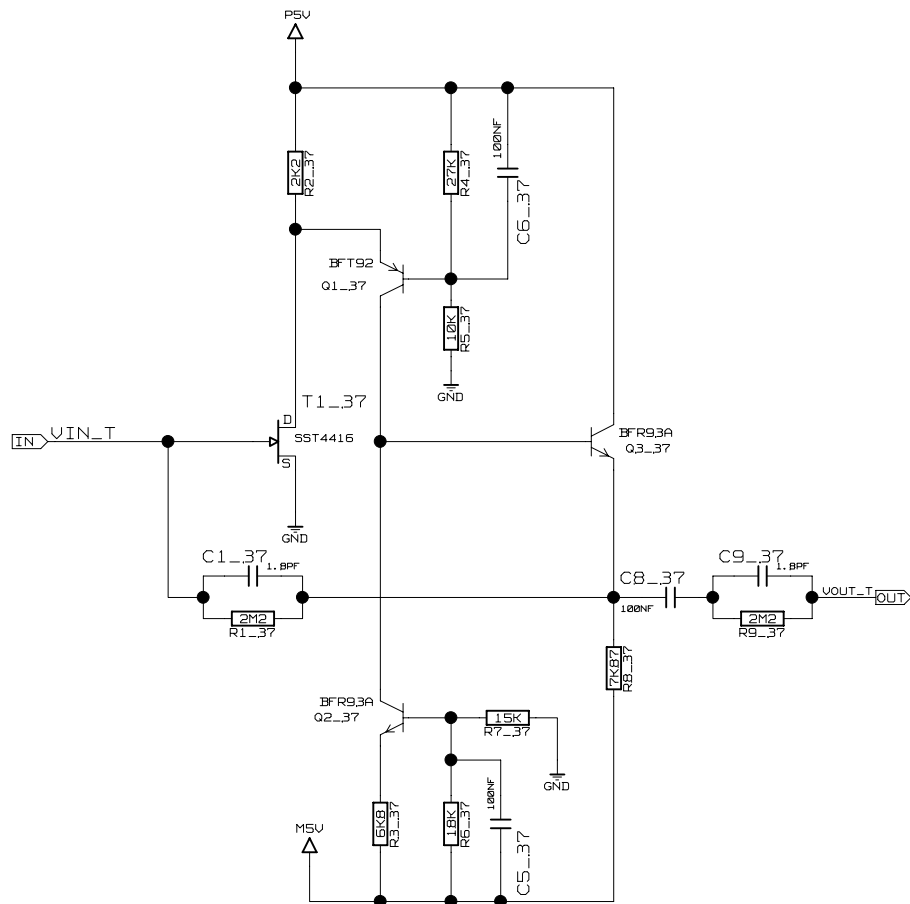 P5V
2K2
R2_37
27K
R4_37
100NF
C6_37
BFT92
Q1_37
10K
R5_37
GND
T1_37
D
SST4416
S
GND
IN
VIN_T
BFR93A
Q3_37
C1_37
1.8PF
2M2
R1_37
C8_37
100NF
C9_37
1.8PF
2M2
R9_37
VOUT_T
OUT
7K87
R8_37
BFR93A
Q2_37
15K
R7_37
GND
6K8
R3_37
18K
R6_37
100NF
C5_37
M5V